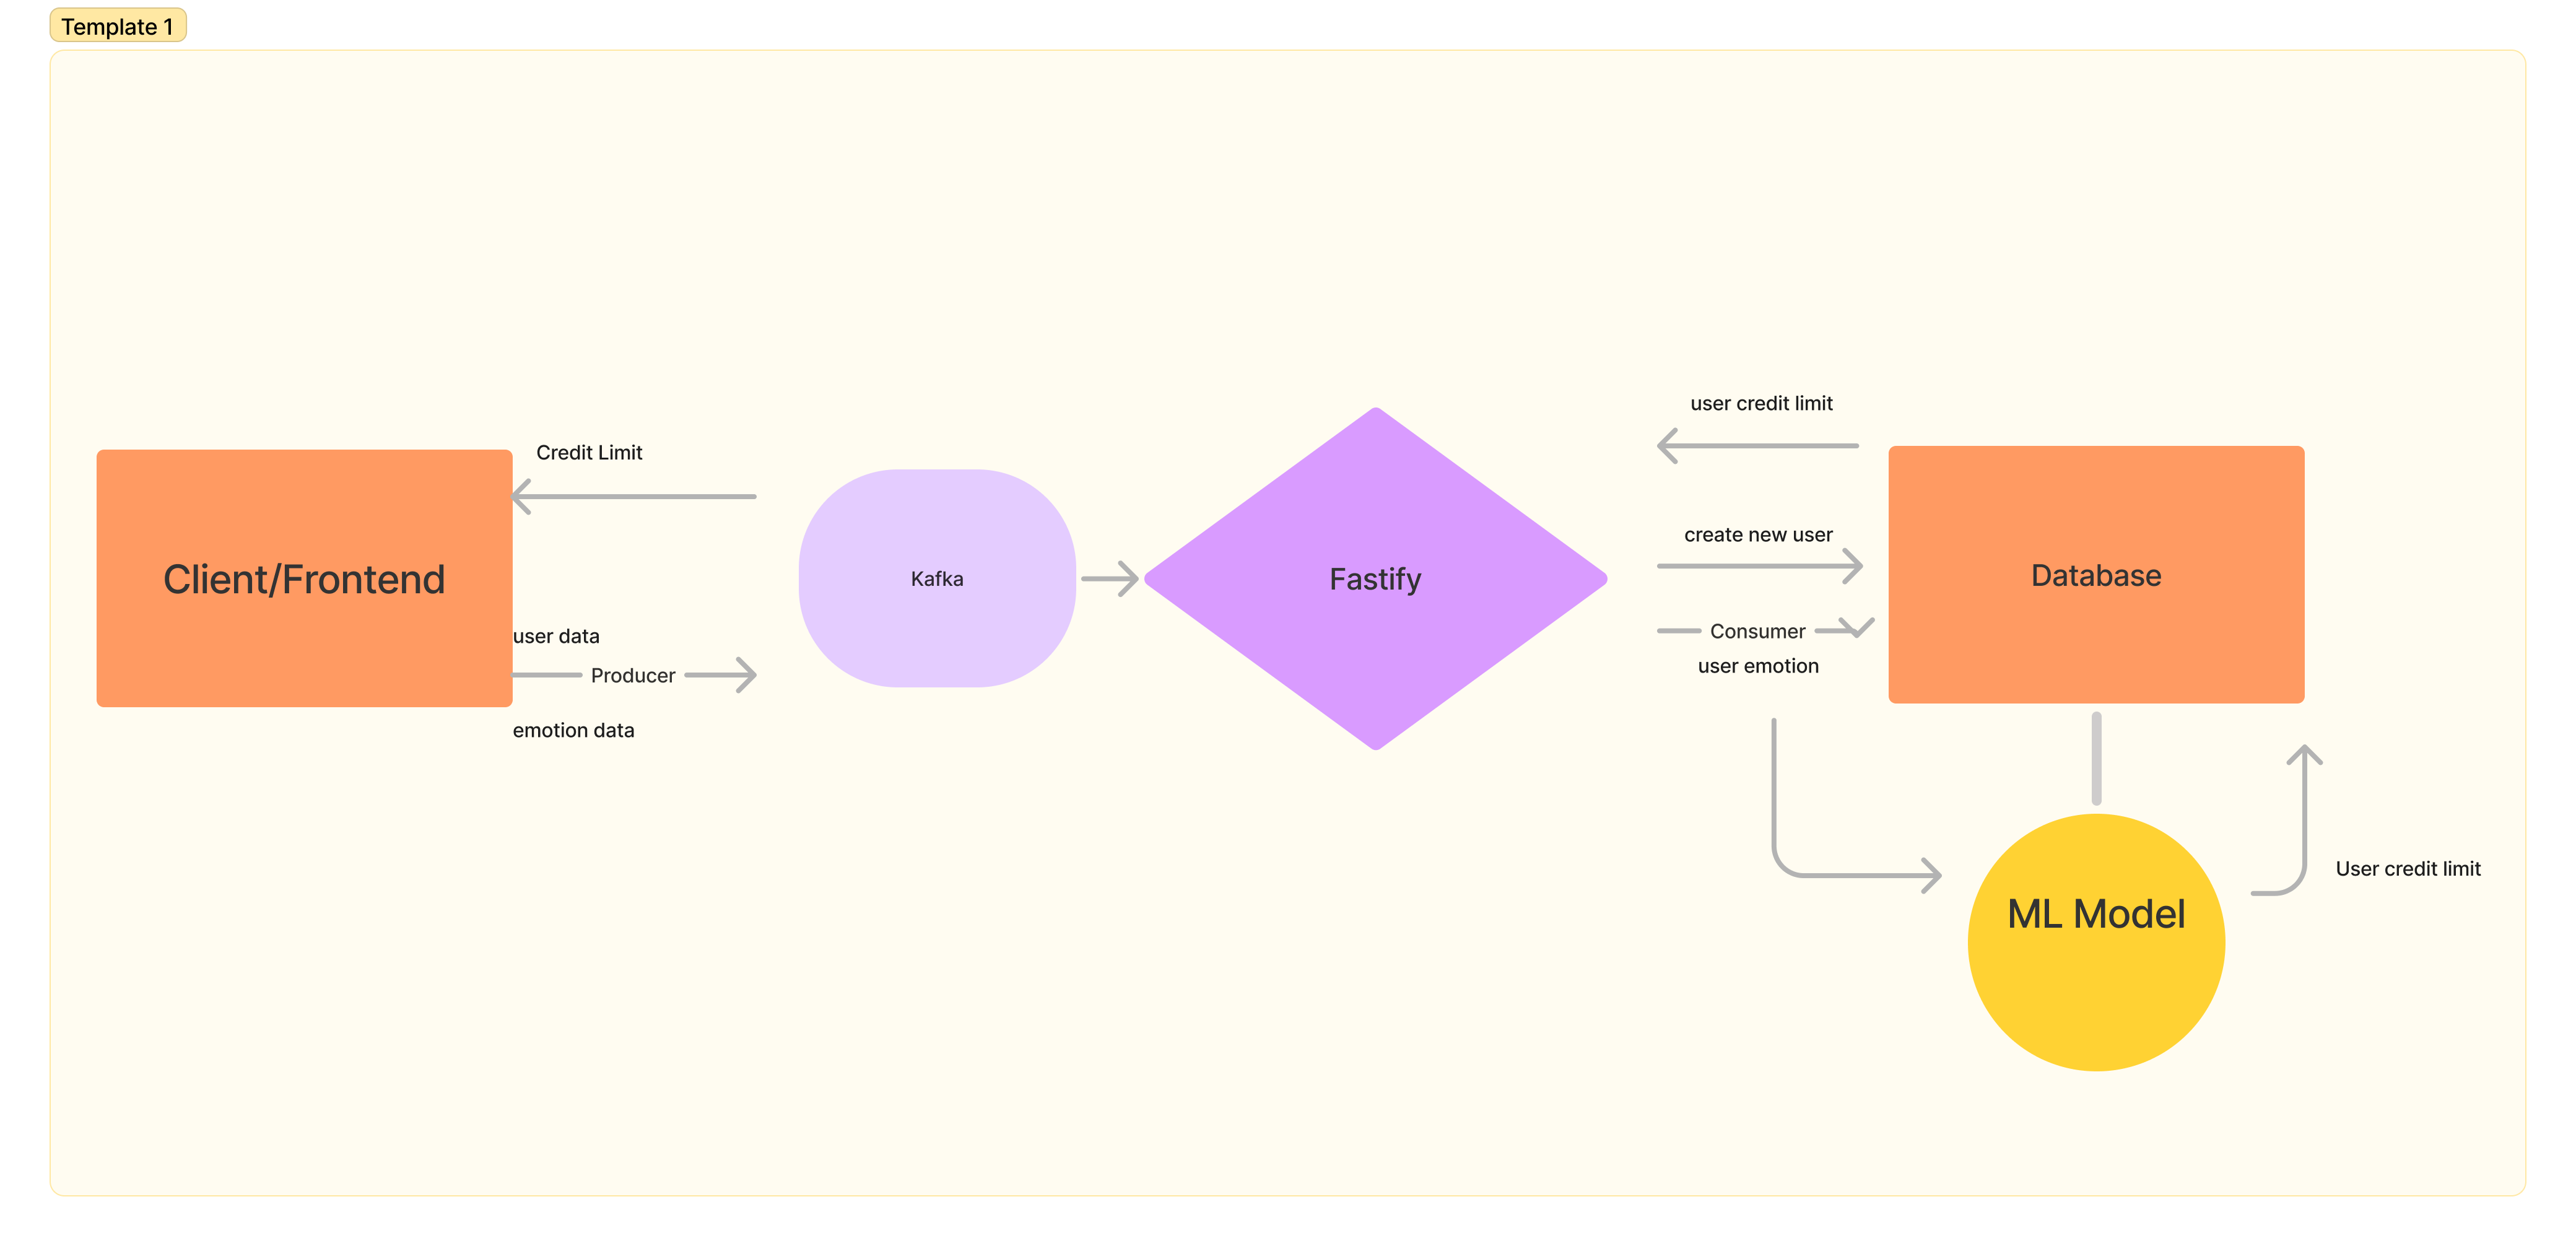 Template 1
Client/Frontend
Credit Limit
user data
Producer
emotion data
Kafka
Fastify
user credit limit
create new user
Consumer
user emotion
Database
ML Model
User credit limit